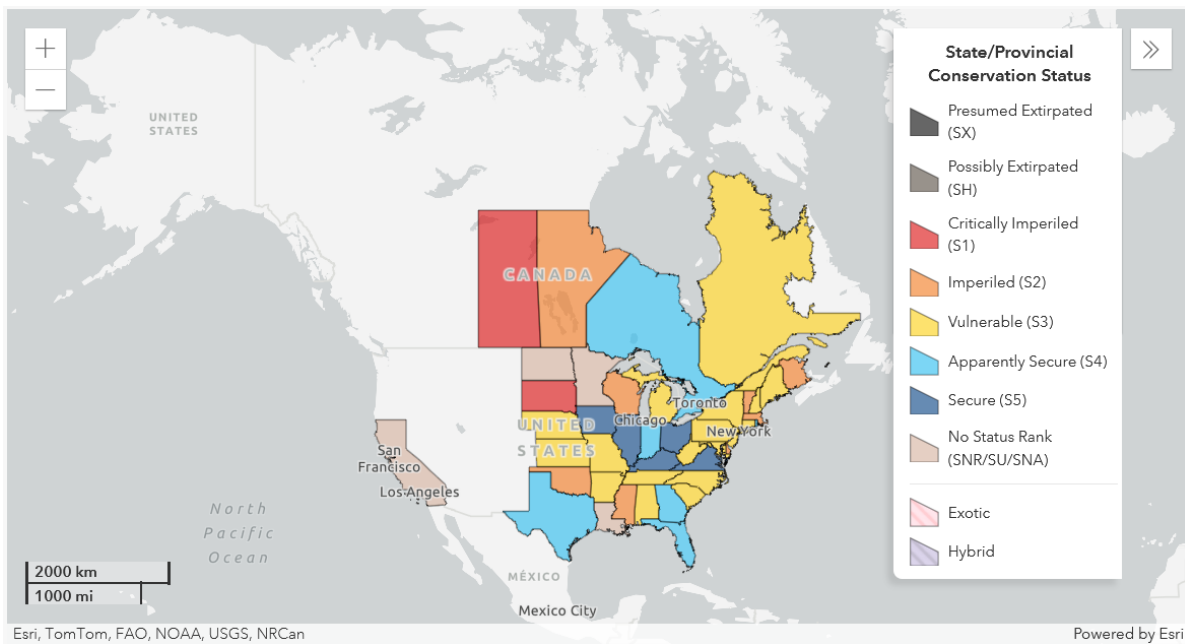 +
−
UNITED
STATES
CANADA
Toronto
Chicago
New York
UNITED
STATES
San
Francisco
Los Angeles
North
Pacific
Ocean
MÉXICO
Mexico City
2000 km
1000 mi
State/Provincial
Conservation Status
Presumed Extirpated
(SX)
Possibly Extirpated
(SH)
Critically Imperiled
(S1)
Imperiled (S2)
Vulnerable (S3)
Apparently Secure (S4)
Secure (S5)
No Status Rank
(SNR/SU/SNA)
Exotic
Hybrid
Esri, TomTom, FAO, NOAA, USGS, NRCan
Powered by Esri